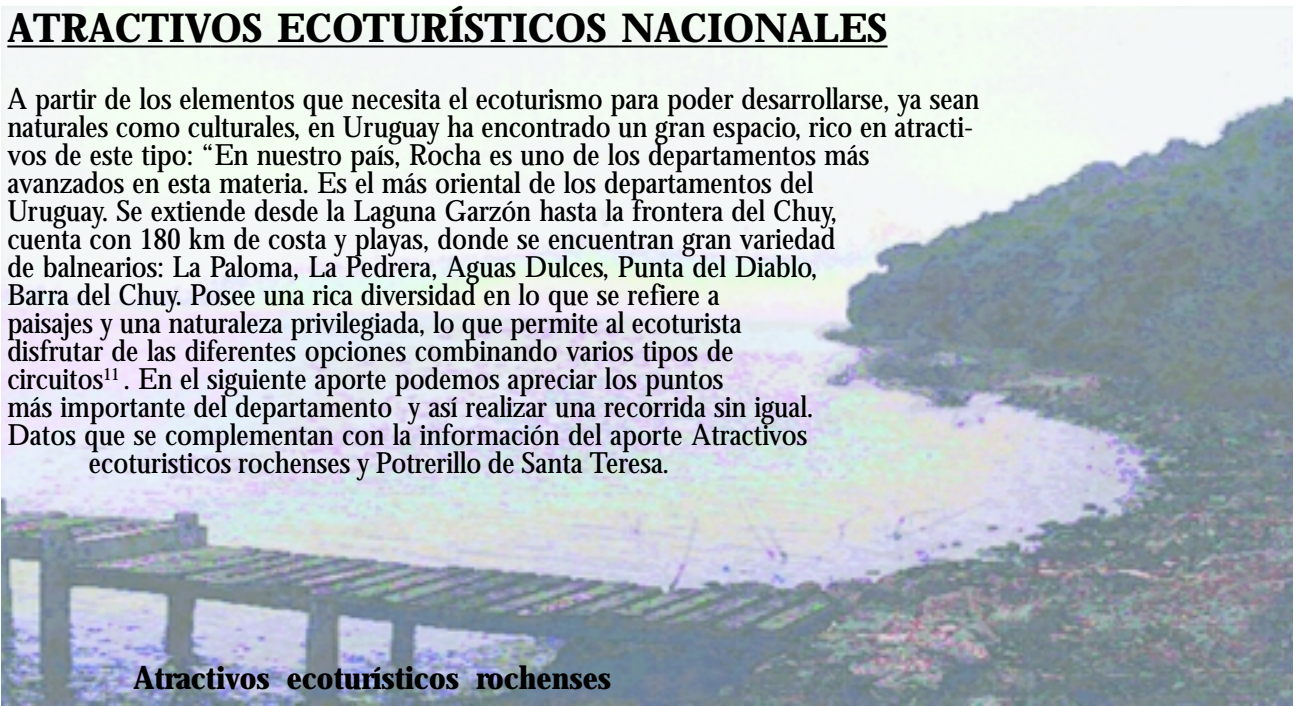 ATRACTIVOS ECOTURÍSTICOS NACIONALES
A partir de los elementos que necesita el ecoturismo para poder desarrollarse, ya sean
naturales como culturales, en Uruguay ha encontrado un gran espacio, rico en atracti-
vos de este tipo: “En nuestro país, Rocha es uno de los departamentos más
avanzados en esta materia. Es el más oriental de los departamentos del
Uruguay. Se extiende desde la Laguna Garzón hasta la frontera del Chuy,
cuenta con 180 km de costa y playas, donde se encuentran gran variedad
de balnearios: La Paloma, La Pedrera, Aguas Dulces, Punta del Diablo,
Barra del Chuy. Posee una rica diversidad en lo que se refiere a
paisajes y una naturaleza privilegiada, lo que permite al ecoturista
disfrutar de las diferentes opciones combinando varios tipos de
circuitos¹¹ . En el siguiente aporte podemos apreciar los puntos
más importante del departamento y así realizar una recorrida sin igual.
Datos que se complementan con la información del aporte Atractivos
ecoturisticos rochenses y Potrerillo de Santa Teresa.
Atractivos ecoturísticos rochenses